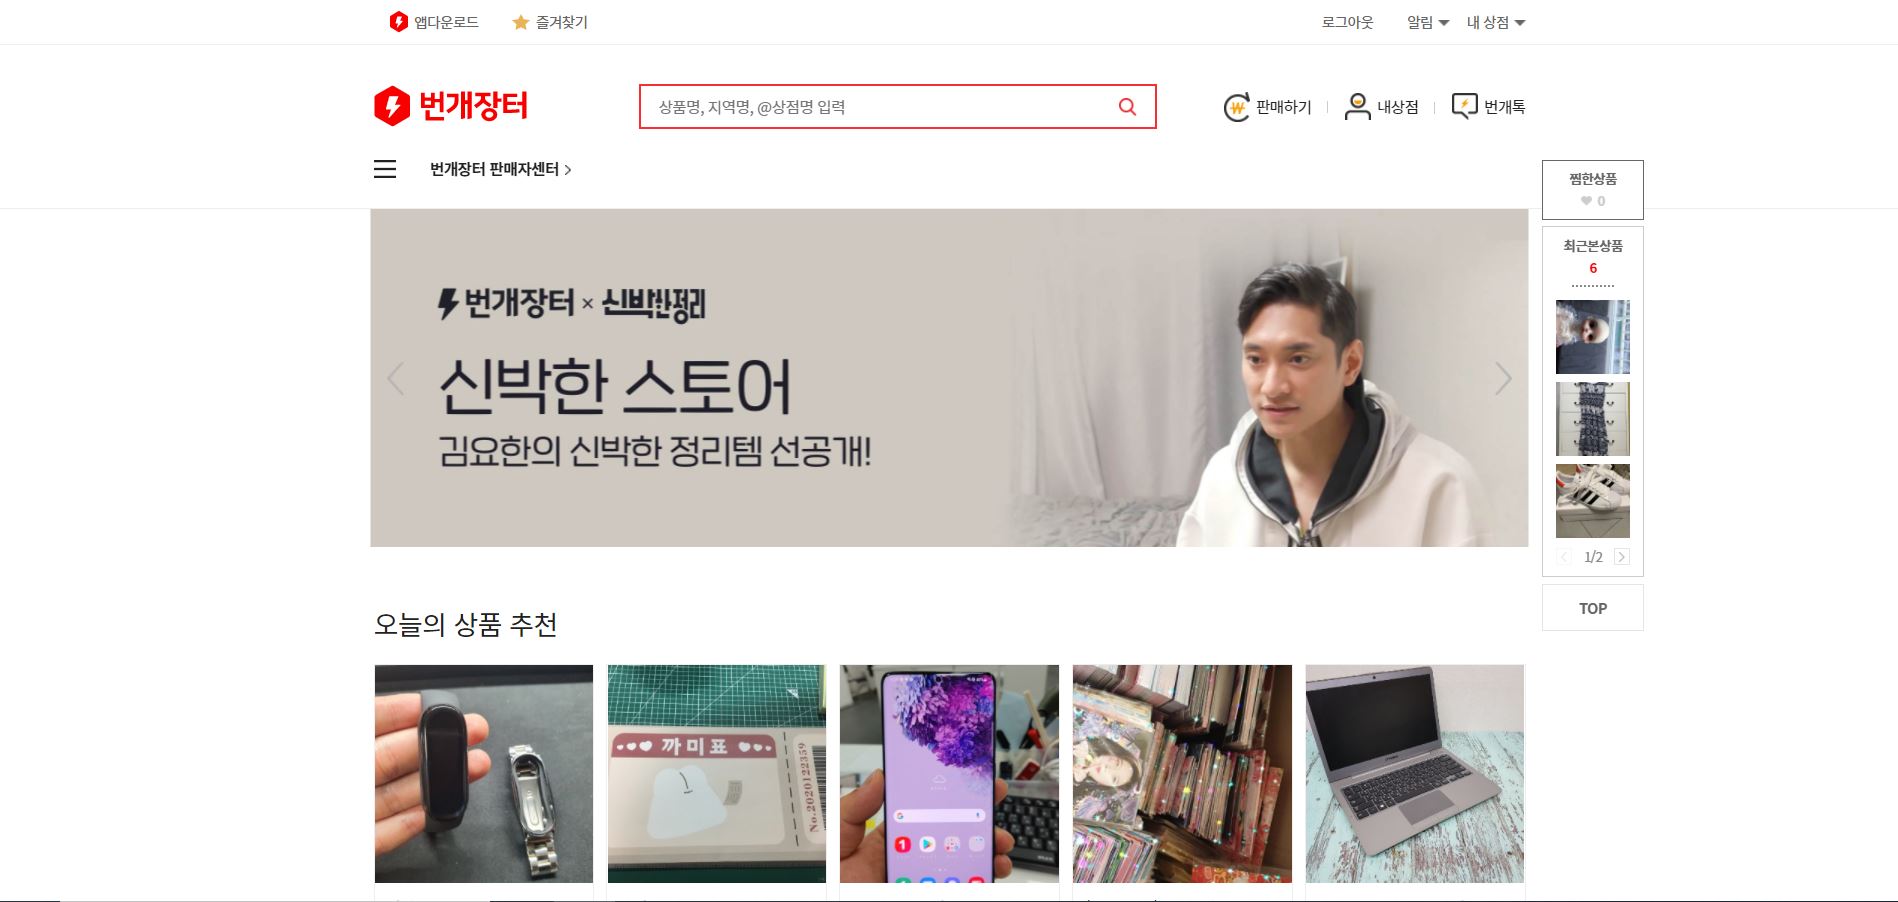 앱다운로드
즐겨찾기
로그아웃
알림
내 상점
번개장터
상품명, 지역명, @상점명 입력
판매하기
내상점
번개톡
번개장터 판매자센터
찜한상품
0
최근본상품
6
번개장터 × 신박한정리
신박한 스토어
김요한의 신박한 정리템 선공개!
1/2
TOP
오늘의 상품 추천
까미표
No.2020122359